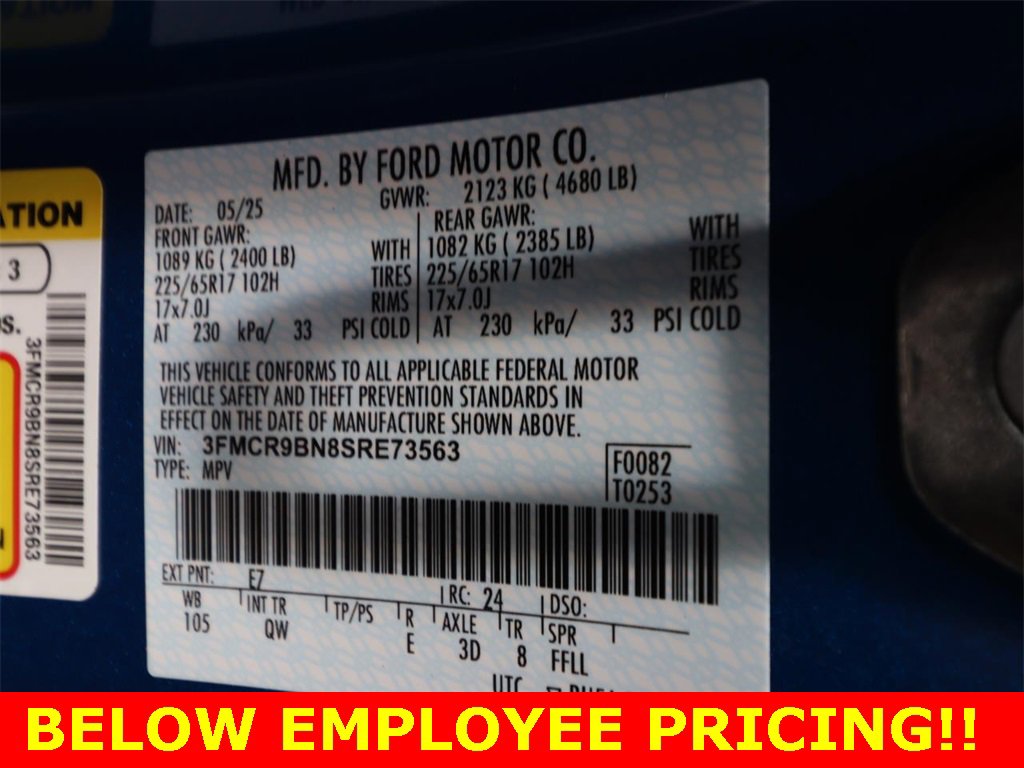 MFD. BY FORD MOTOR CO.
DATE: 05/25 GVWR: 2123 KG ( 4680 LB)
FRONT GAWR: REAR GAWR:
1089 KG ( 2400 LB) WITH 1082 KG ( 2385 LB) WITH
225/65R17 102H TIRES 225/65R17 102H TIRES
17x7.0J RIMS 17x7.0J RIMS
AT 230 kPa/ 33 PSI COLD AT 230 kPa/ 33 PSI COLD
THIS VEHICLE CONFORMS TO ALL APPLICABLE FEDERAL MOTOR
VEHICLE SAFETY AND THEFT PREVENTION STANDARDS IN
EFFECT ON THE DATE OF MANUFACTURE SHOWN ABOVE.
VIN: 3FMCR9BN8SRE73563
TYPE: MPV
F0082
T0253
EXT PNT: E7 RC: 24 DSO:
WB INT TR TP/PS R AXLE TR SPR
105 QW E 3D 8 FFLL
UTC
ATION
3
3FMCR9BN8SRE73563
BELOW EMPLOYEE PRICING!!